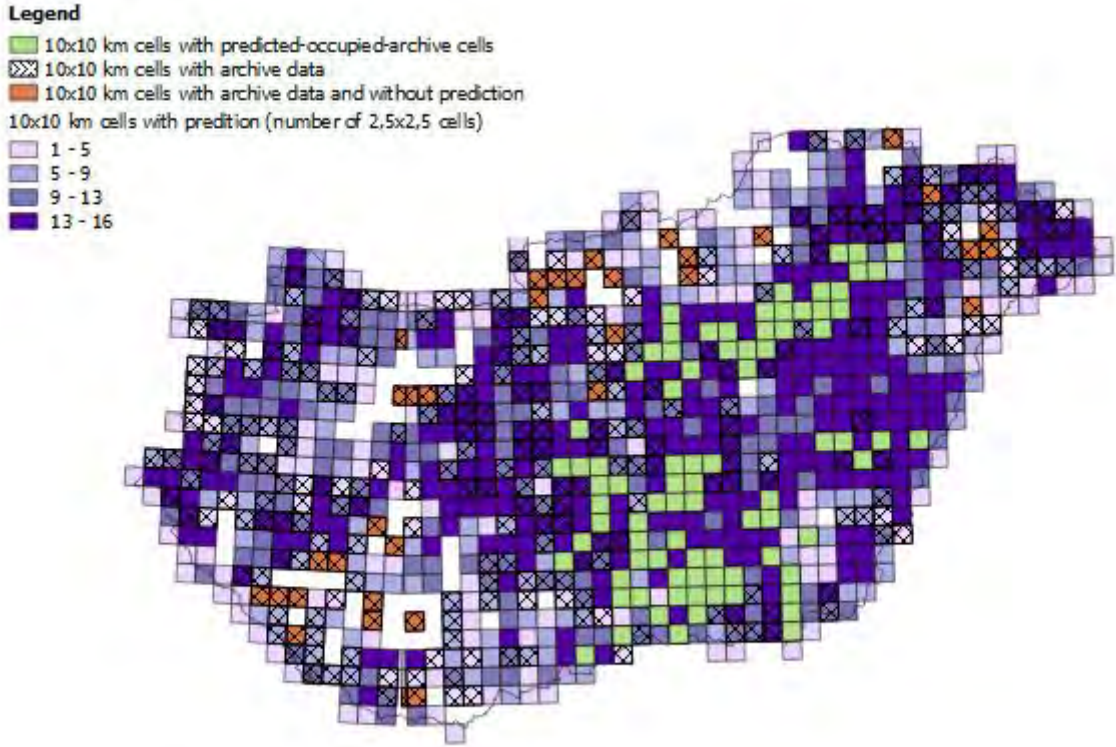 Legend
10x10 km cells with predicted-occupied-archive cells
10x10 km cells with archive data
10x10 km cells with archive data and without prediction
10x10 km cells with predition (number of 2,5x2,5 cells)
1 - 5
5 - 9
9 - 13
13 - 16